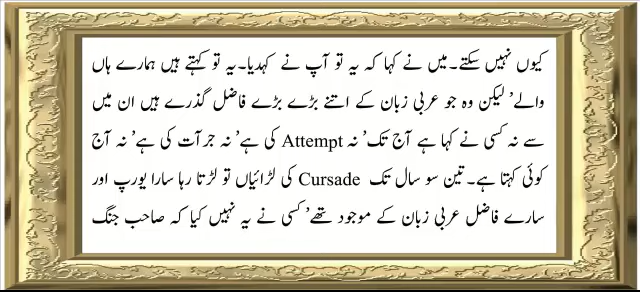 کیوں نہیں سکتے۔میں نے کہا کہ یہ تو آپ نے کہدیا۔یہ تو کہتے ہیں ہمارے ہاں
والے’ لیکن وہ جو عربی زبان کے اتنے بڑے بڑے فاضل گذرے ہیں ان میں
سے نہ کسی نے کہا ہے آج تک’ نہ Attempt کی ہے’ نہ جرآت کی ہے’ نہ آج
کوئی کہتا ہے۔تین سو سال تک Cursade کی لڑائیاں تو لڑتا رہا سارا یورپ اور
سارے فاضل عربی زبان کے موجود تھے’ کسی نے یہ نہیں کیا کہ صاحب جنگ